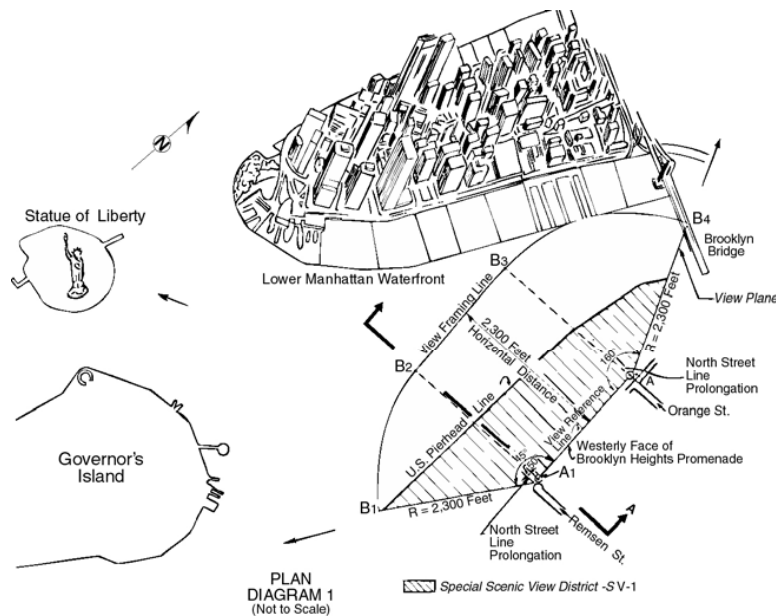 N
Statue of Liberty
Lower Manhattan Waterfront
B4
Brooklyn
Bridge
View Plane
B3
View Framing Line
2,300 Feet
Horizontal Distance
R = 2,300 Feet
B2
160°
A
North Street
Line
Prolongation
Orange St.
U.S. Pierhead Line
View Reference
Line
Westerly Face of
Brooklyn Heights Promenade
Governor's
Island
45°
A1
B1
R = 2,300 Feet
North Street
Line
Prolongation
Remsen St.
A
PLAN
DIAGRAM 1
(Not to Scale)
Special Scenic View District -S V-1